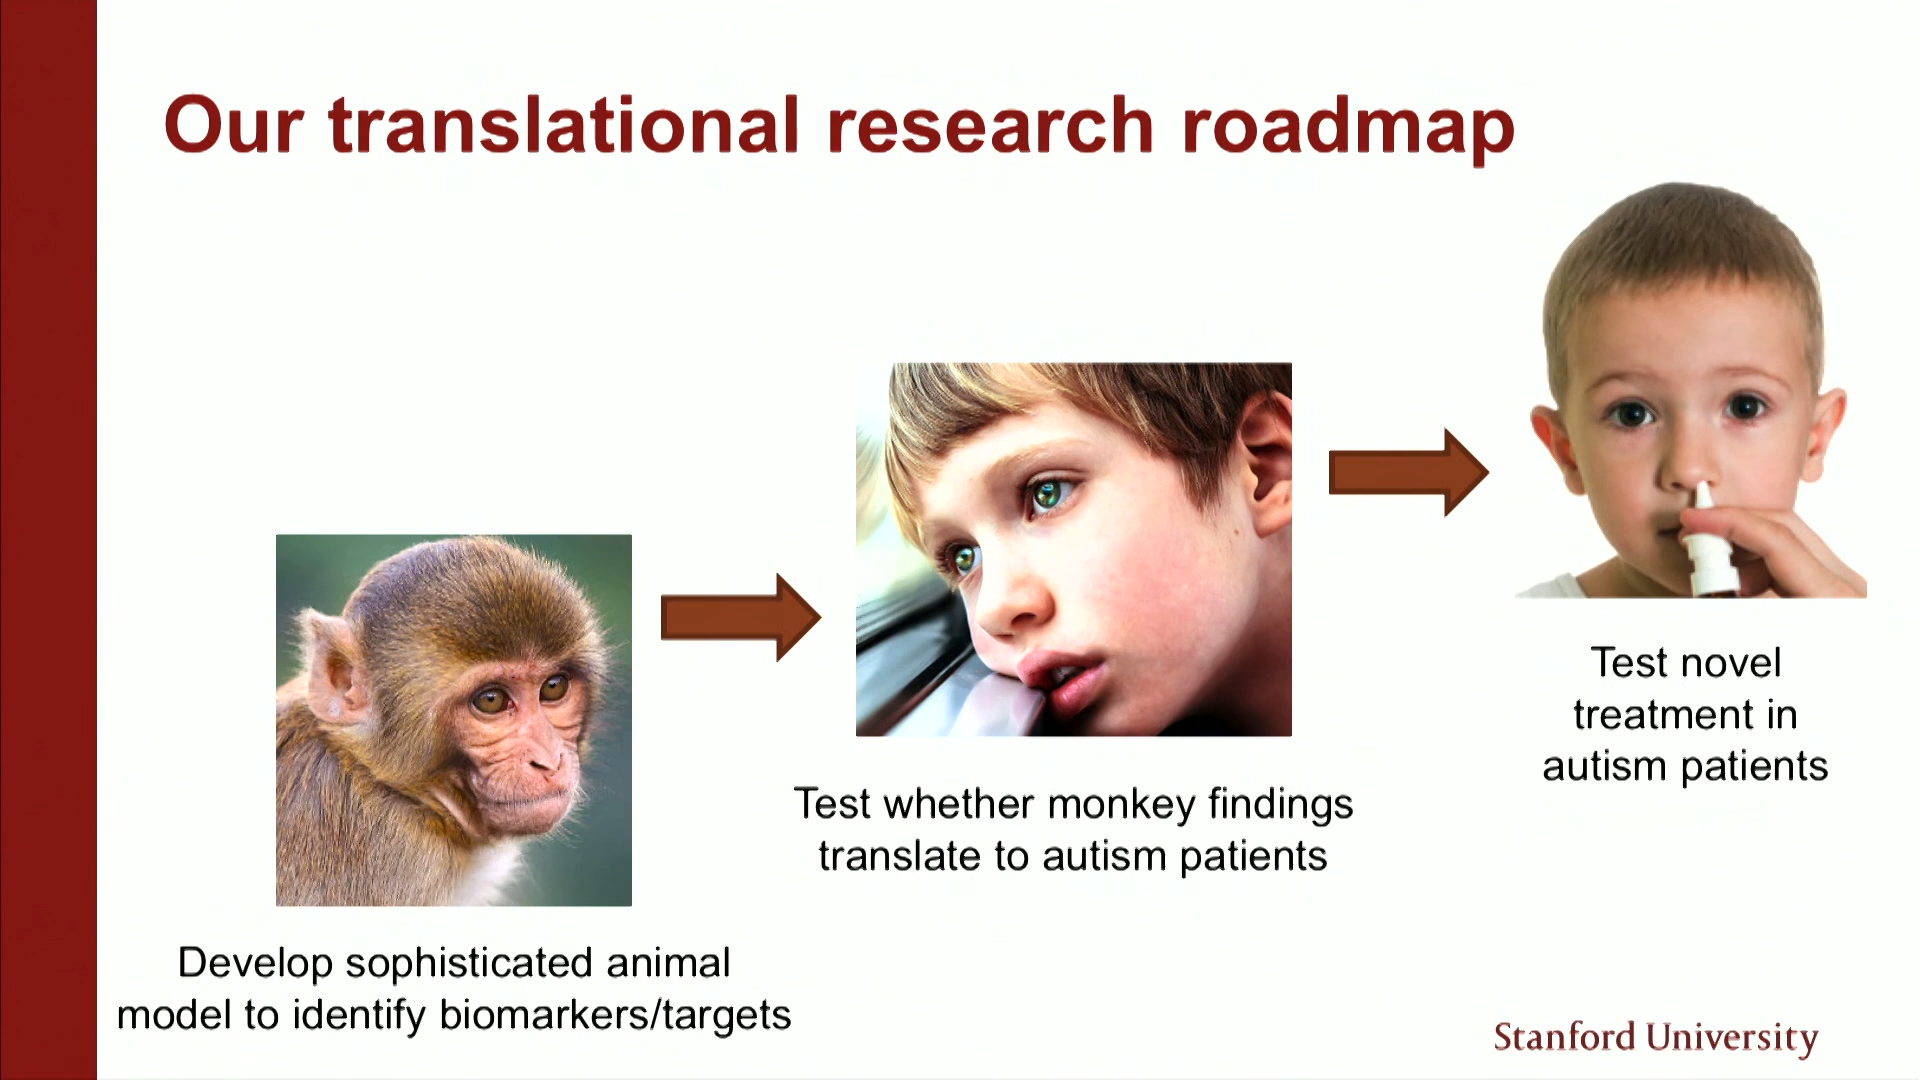 Our translational research roadmap
Develop sophisticated animal
model to identify biomarkers/targets
Test whether monkey findings
translate to autism patients
Test novel
treatment in
autism patients
Stanford University